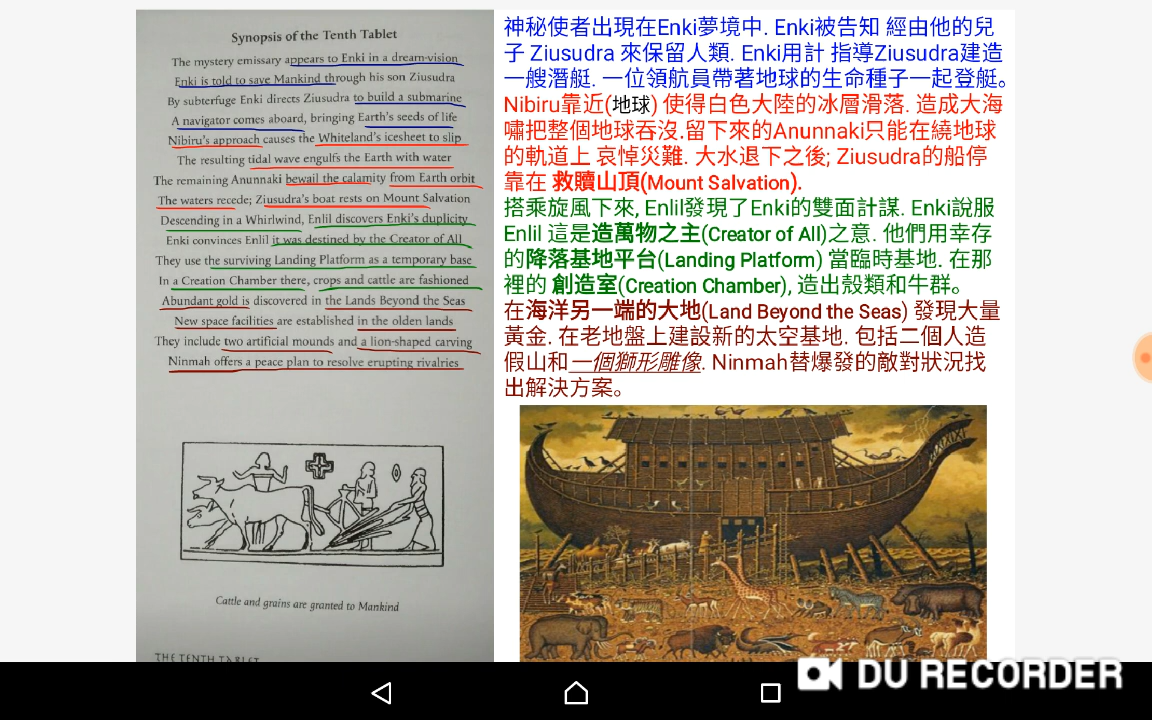 Synopsis of the Tenth Tablet
The mystery emissary appears to Enki in a dream-vision
Enki is told to save Mankind through his son Ziusudra
By subterfuge Enki directs Ziusudra to build a submarine
A navigator comes aboard, bringing Earth's seeds of life
Nibiru's approach causes the Whiteland's icesheet to slip
The resulting tidal wave engulfs the Earth with water
The remaining Anunnaki bewail the calamity from Earth orbit
The waters recede; Ziusudra's boat rests on Mount Salvation
Descending in a Whirlwind, Enlil discovers Enki's duplicity
Enki convinces Enlil it was destined by the Creator of All
They use the surviving Landing Platform as a temporary base
In a Creation Chamber there, crops and cattle are fashioned
Abundant gold is discovered in the Lands Beyond the Seas
New space facilities are established in the olden lands
They include two artificial mounds and a lion-shaped carving
Ninmah offers a peace plan to resolve erupting rivalries
Cattle and grains are granted to Mankind
THE TENTH TABLET
神秘使者出現在Enki夢境中. Enki被告知 經由他的兒
子 Ziusudra 來保留人類. Enki用計 指導Ziusudra建造
一艘潛艇. 一位領航員帶著地球的生命種子一起登艇。
Nibiru靠近(地球) 使得白色大陸的冰層滑落. 造成大海
嘯把整個地球吞沒.留下來的Anunnaki只能在繞地球
的軌道上 哀悼災難. 大水退下之後; Ziusudra的船停
靠在 救贖山頂(Mount Salvation).
搭乘旋風下來, Enlil發現了Enki的雙面計謀. Enki說服
Enlil 這是造萬物之主(Creator of All)之意. 他們用幸存
的降落基地平台(Landing Platform) 當臨時基地. 在那
裡的 創造室(Creation Chamber), 造出殼類和牛群。
在海洋另一端的大地(Land Beyond the Seas) 發現大量
黃金. 在老地盤上建設新的太空基地. 包括二個人造
假山和一個獅形雕像. Ninmah替爆發的敵對狀況找
出解決方案。
DU RECORDER